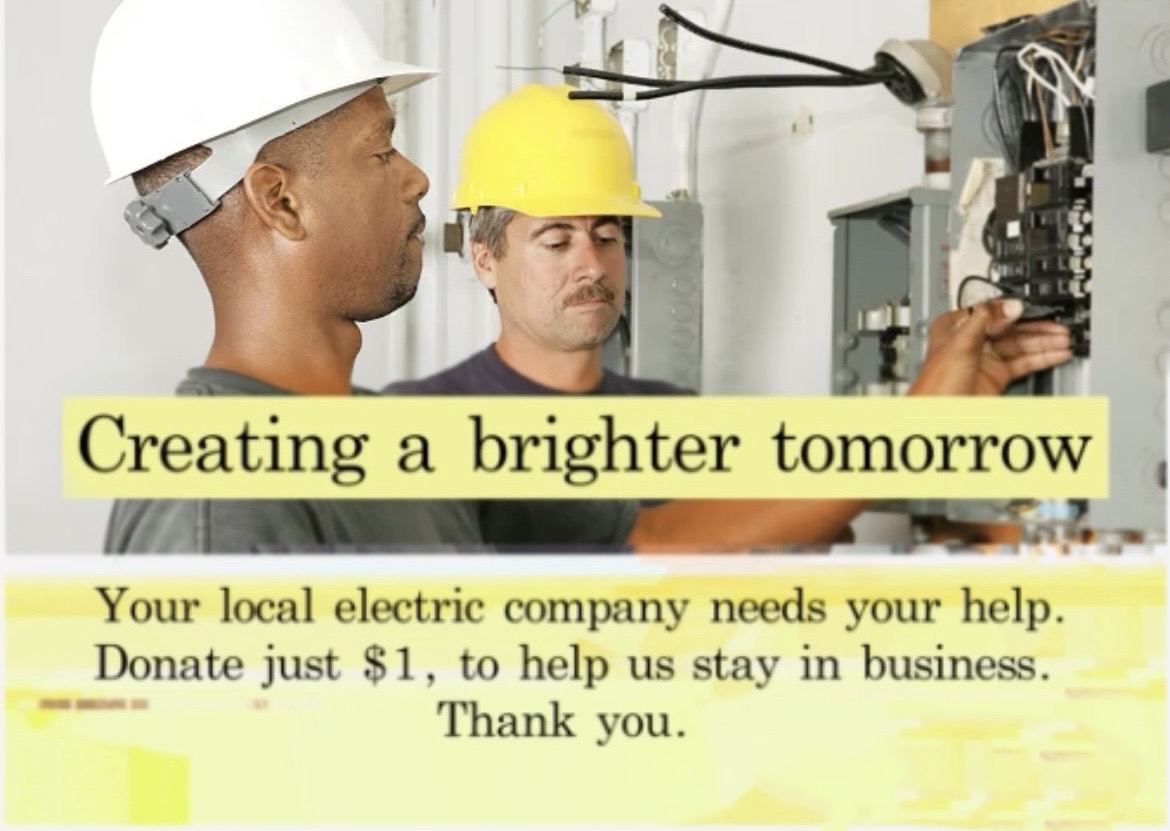 Creating a brighter tomorrow
Your local electric company needs your help.
Donate just $1, to help us stay in business.
Thank you.